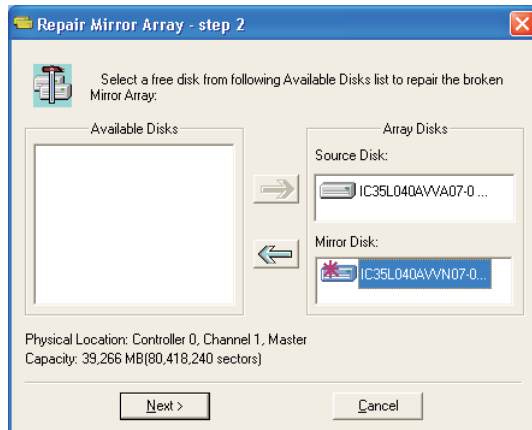 Repair Mirror Array - step 2
Select a free disk from following Available Disks list to repair the broken
Mirror Array:
Available Disks
Array Disks
Source Disk:
IC35L040AVVA07-0 ...
Mirror Disk:
IC35L040AVVN07-0...
Physical Location: Controller 0, Channel 1, Master
Capacity: 39,266 MB(80,418,240 sectors)
Next >
Cancel